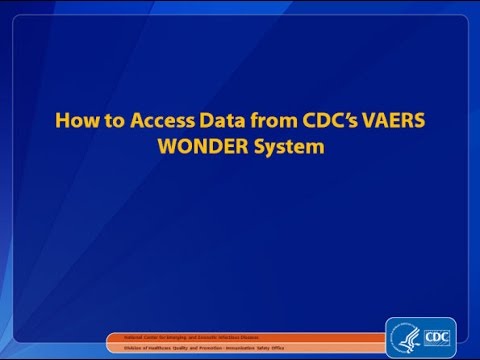 How to Access Data from CDC's VAERS
WONDER System
National Center for Emerging and Zoonotic Infectious Diseases
Division of Healthcare Quality and Promotion - Immunization Safety Office
CDC